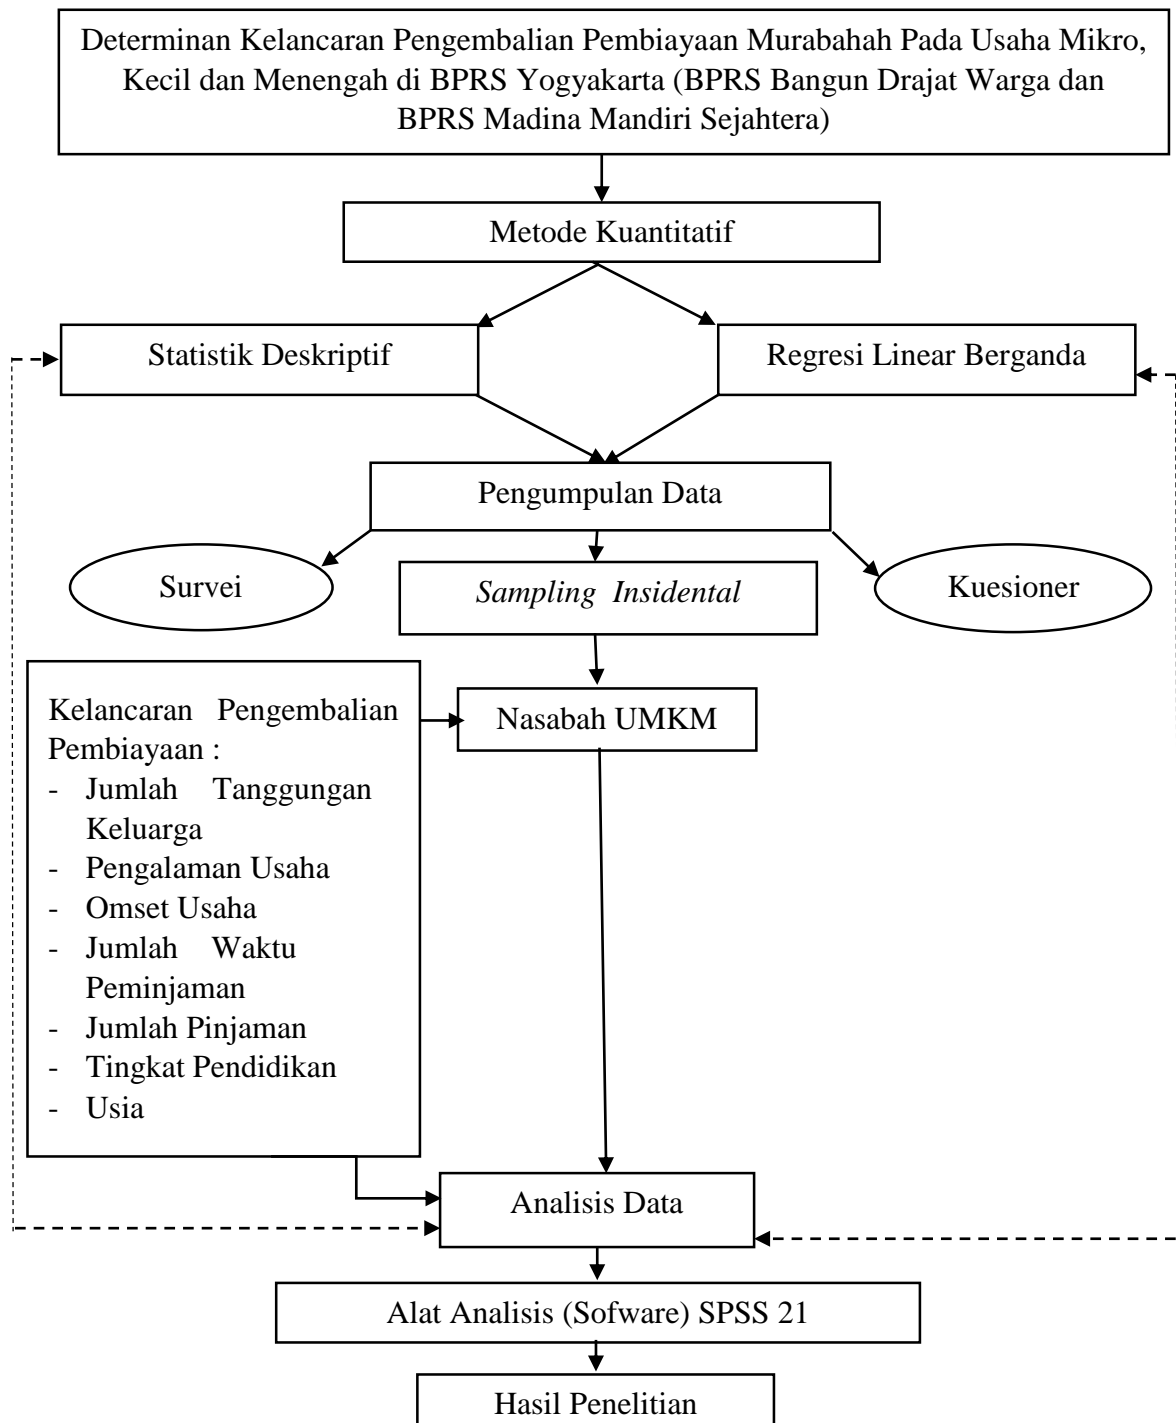 Determinan Kelancaran Pengembalian Pembiayaan Murabahah Pada Usaha Mikro,
Kecil dan Menengah di BPRS Yogyakarta (BPRS Bangun Drajat Warga dan
BPRS Madina Mandiri Sejahtera)
Metode Kuantitatif
Statistik Deskriptif
Regresi Linear Berganda
Pengumpulan Data
Survei
Sampling Insidental
Kuesioner
Nasabah UMKM
Kelancaran Pengembalian
Pembiayaan :
- Jumlah Tanggungan
Keluarga
- Pengalaman Usaha
- Omset Usaha
- Jumlah Waktu
Peminjaman
- Jumlah Pinjaman
- Tingkat Pendidikan
- Usia
Analisis Data
Alat Analisis (Sofware) SPSS 21
Hasil Penelitian